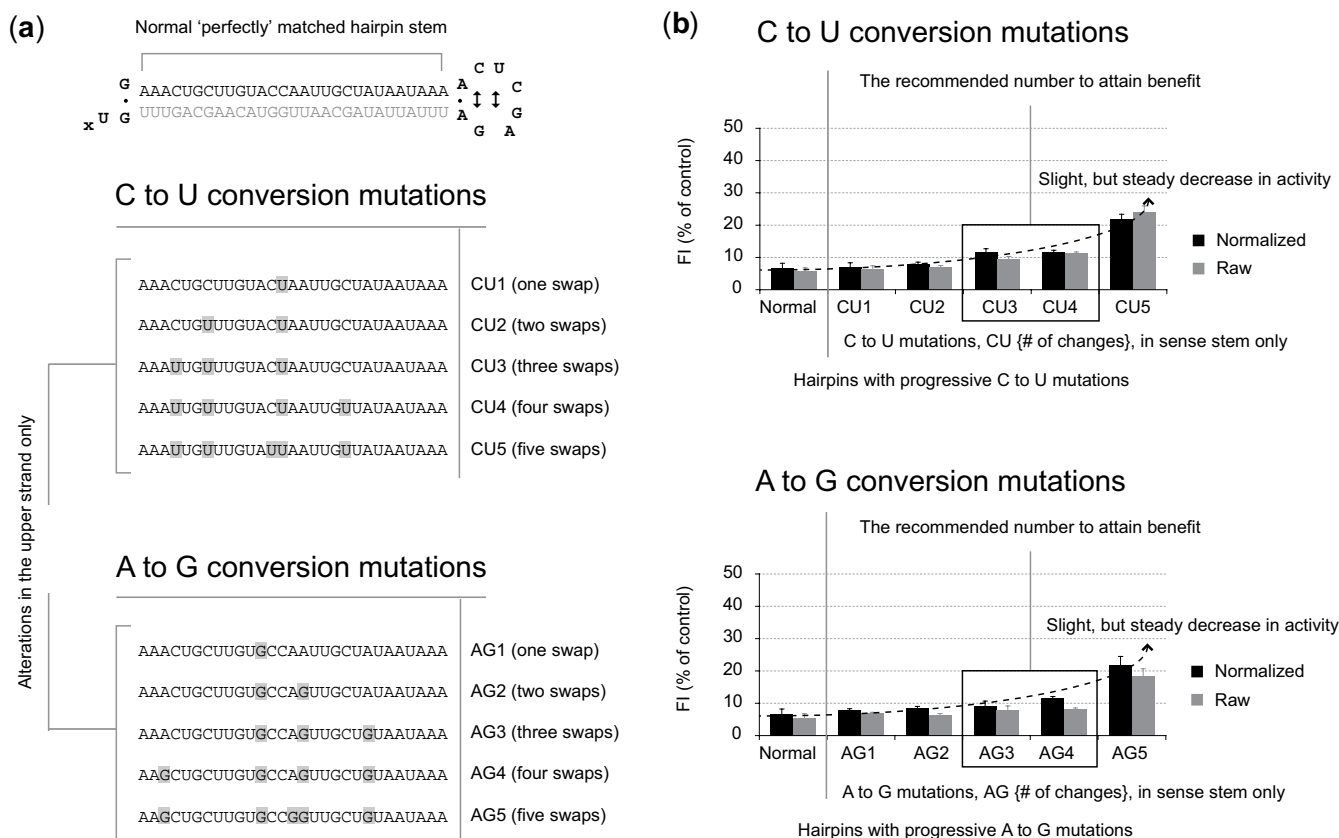 (a)
Normal ‘perfectly’ matched hairpin stem
AAACUGCUUGUACCAAUUGCUAUAAUAAA
UUUGACGAACAUGGUUAACGAUAUUAUUU
x U G G
A C U C G A G A
C to U conversion mutations
AAACUGCUUGUACUAAUUGCUAUAAUAAA CU1 (one swap)
AAACUGUUUGUACUAAUUGCUAUAAUAAA CU2 (two swaps)
AAAUUGUUUGUACUAAUUGCUAUAAUAAA CU3 (three swaps)
AAAUUGUUUGUACUAAUUGUUAUAAUAAA CU4 (four swaps)
AAAUUGUUUGUAUUAAUUGUUAUAAUAAA CU5 (five swaps)
Alterations in the upper strand only
A to G conversion mutations
AAACUGCUUGUGCCAAUUGCUAUAAUAAA AG1 (one swap)
AAACUGCUUGUGCCAGUUGCUAUAAUAAA AG2 (two swaps)
AAACUGCUUGUGCCAGUUGCUGUAAUAAA AG3 (three swaps)
AAGCUGCUUGUGCCAGUUGCUGUAAUAAA AG4 (four swaps)
AAGCUGCUUGUGCCGGUUGCUGUAAUAAA AG5 (five swaps)
(b)
C to U conversion mutations
The recommended number to attain benefit
FI (% of control)
50
40
30
20
10
0
Slight, but steady decrease in activity
Normalized
Raw
Normal CU1 CU2 CU3 CU4 CU5
C to U mutations, CU {# of changes}, in sense stem only
Hairpins with progressive C to U mutations
A to G conversion mutations
The recommended number to attain benefit
FI (% of control)
50
40
30
20
10
0
Slight, but steady decrease in activity
Normalized
Raw
Normal AG1 AG2 AG3 AG4 AG5
A to G mutations, AG {# of changes}, in sense stem only
Hairpins with progressive A to G mutations